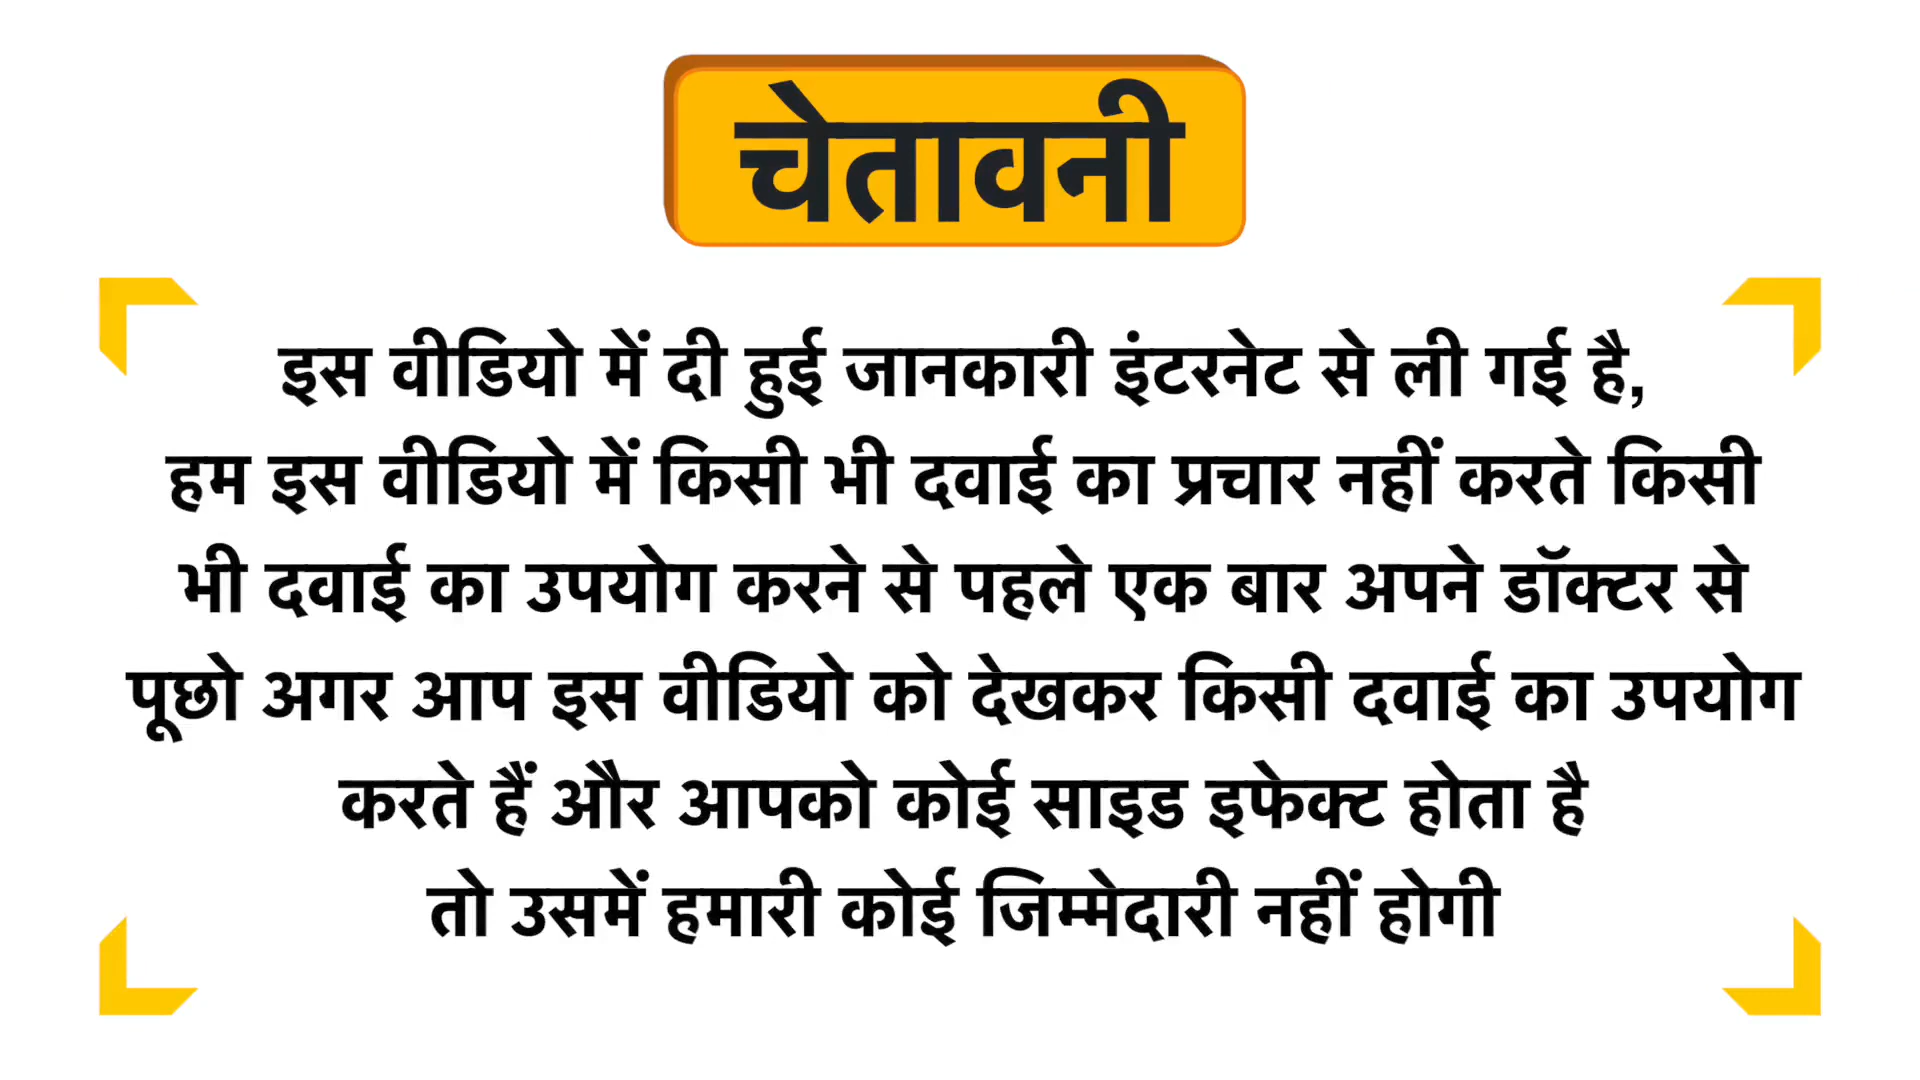 चेतावनी
इस वीडियो में दी हुई जानकारी इंटरनेट से ली गई है,
हम इस वीडियो में किसी भी दवाई का प्रचार नहीं करते किसी
भी दवाई का उपयोग करने से पहले एक बार अपने डॉक्टर से
पूछो अगर आप इस वीडियो को देखकर किसी दवाई का उपयोग
करते हैं और आपको कोई साइड इफेक्ट होता है
तो उसमें हमारी कोई जिम्मेदारी नहीं होगी